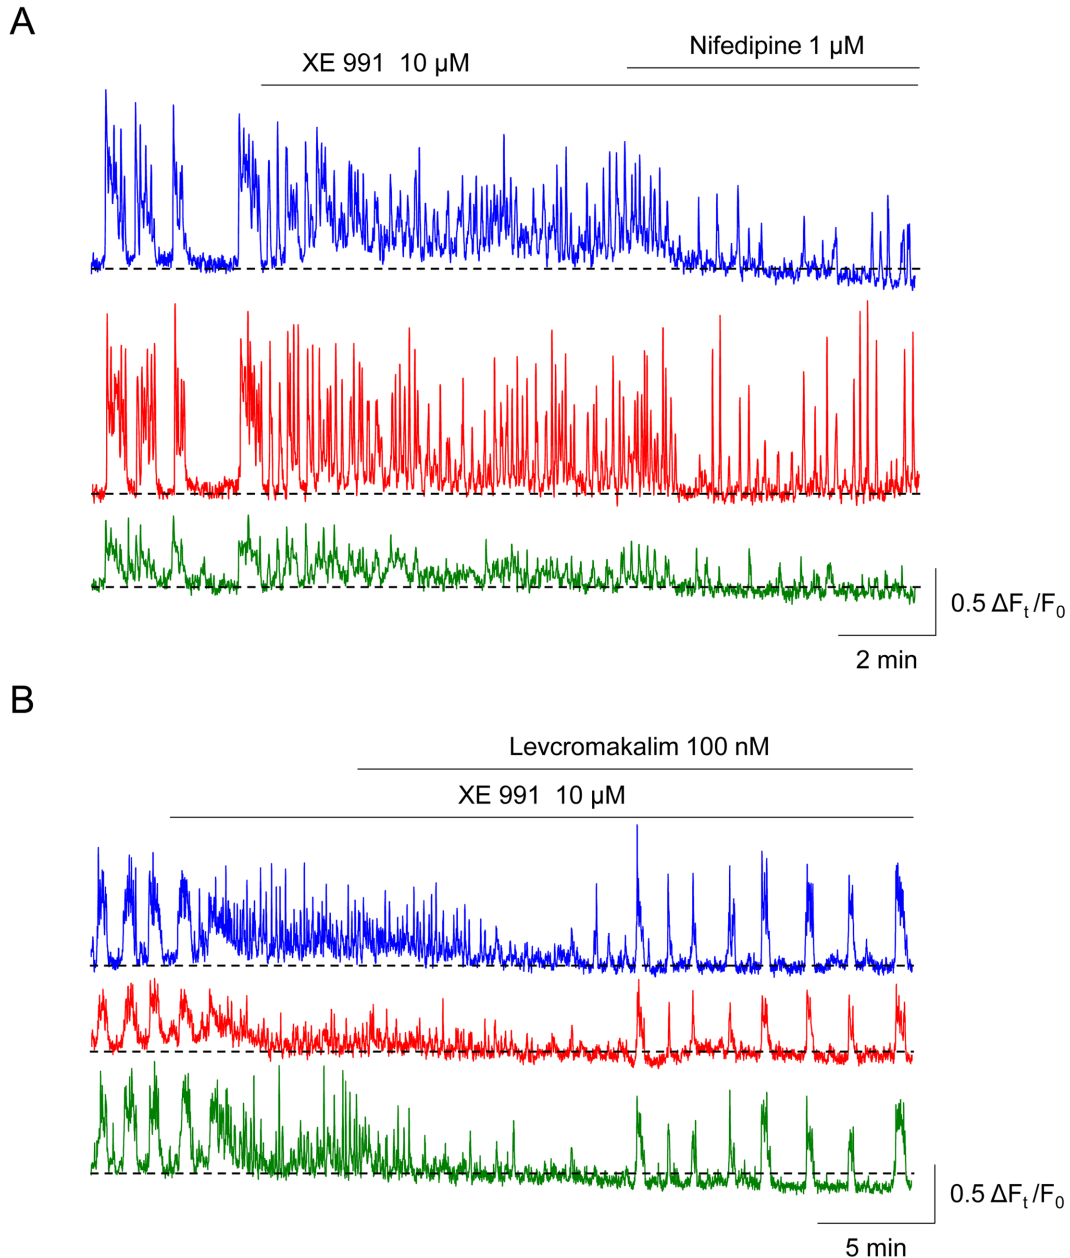 A
Nifedipine 1 µM
XE 991  10 µM
0.5 ΔFt /F0
2 min
B
Levcromakalim 100 nM
XE 991  10 µM
0.5 ΔFt /F0
5 min